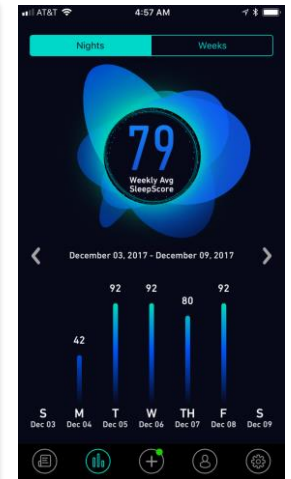 AT&T 4:57 AM
Nights Weeks
79
Weekly Avg
SleepScore
December 03, 2017 - December 09, 2017
92 92 92
80
42
S M T W TH F S
Dec 03 Dec 04 Dec 05 Dec 06 Dec 07 Dec 08 Dec 09